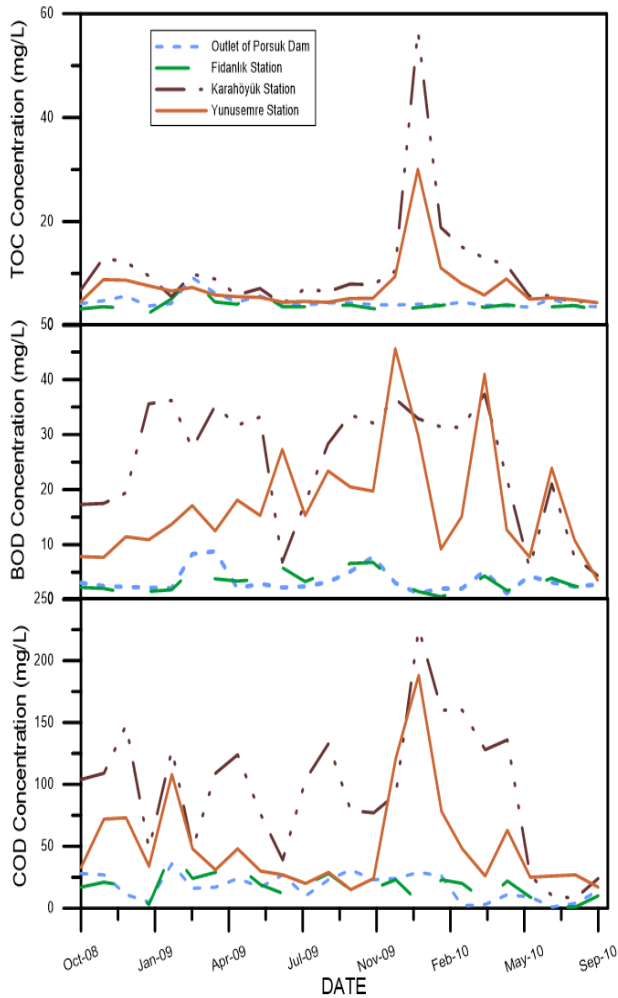 60
40
20
TOC Concentration (mg/L)
Outlet of Porsuk Dam
Fidanlık Station
Karahöyük Station
Yunusemre Station
50
40
30
20
10
BOD Concentration (mg/L)
250
200
150
100
50
0
COD Concentration (mg/L)
Oct-08 Jan-09 Apr-09 Jul-09 Nov-09 Feb-10 May-10 Sep-10
DATE